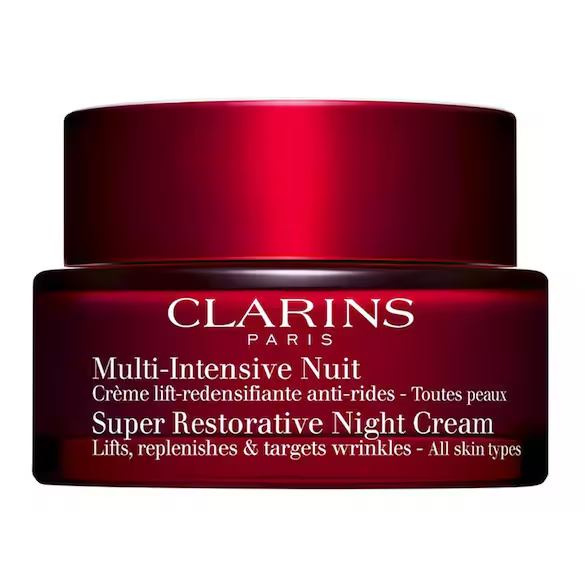 CLARINS
PARIS
Multi-Intensive Nuit
Crème lift-redensifiante anti-rides - Toutes peaux
Super Restorative Night Cream
Lifts, replenishes & targets wrinkles - All skin types